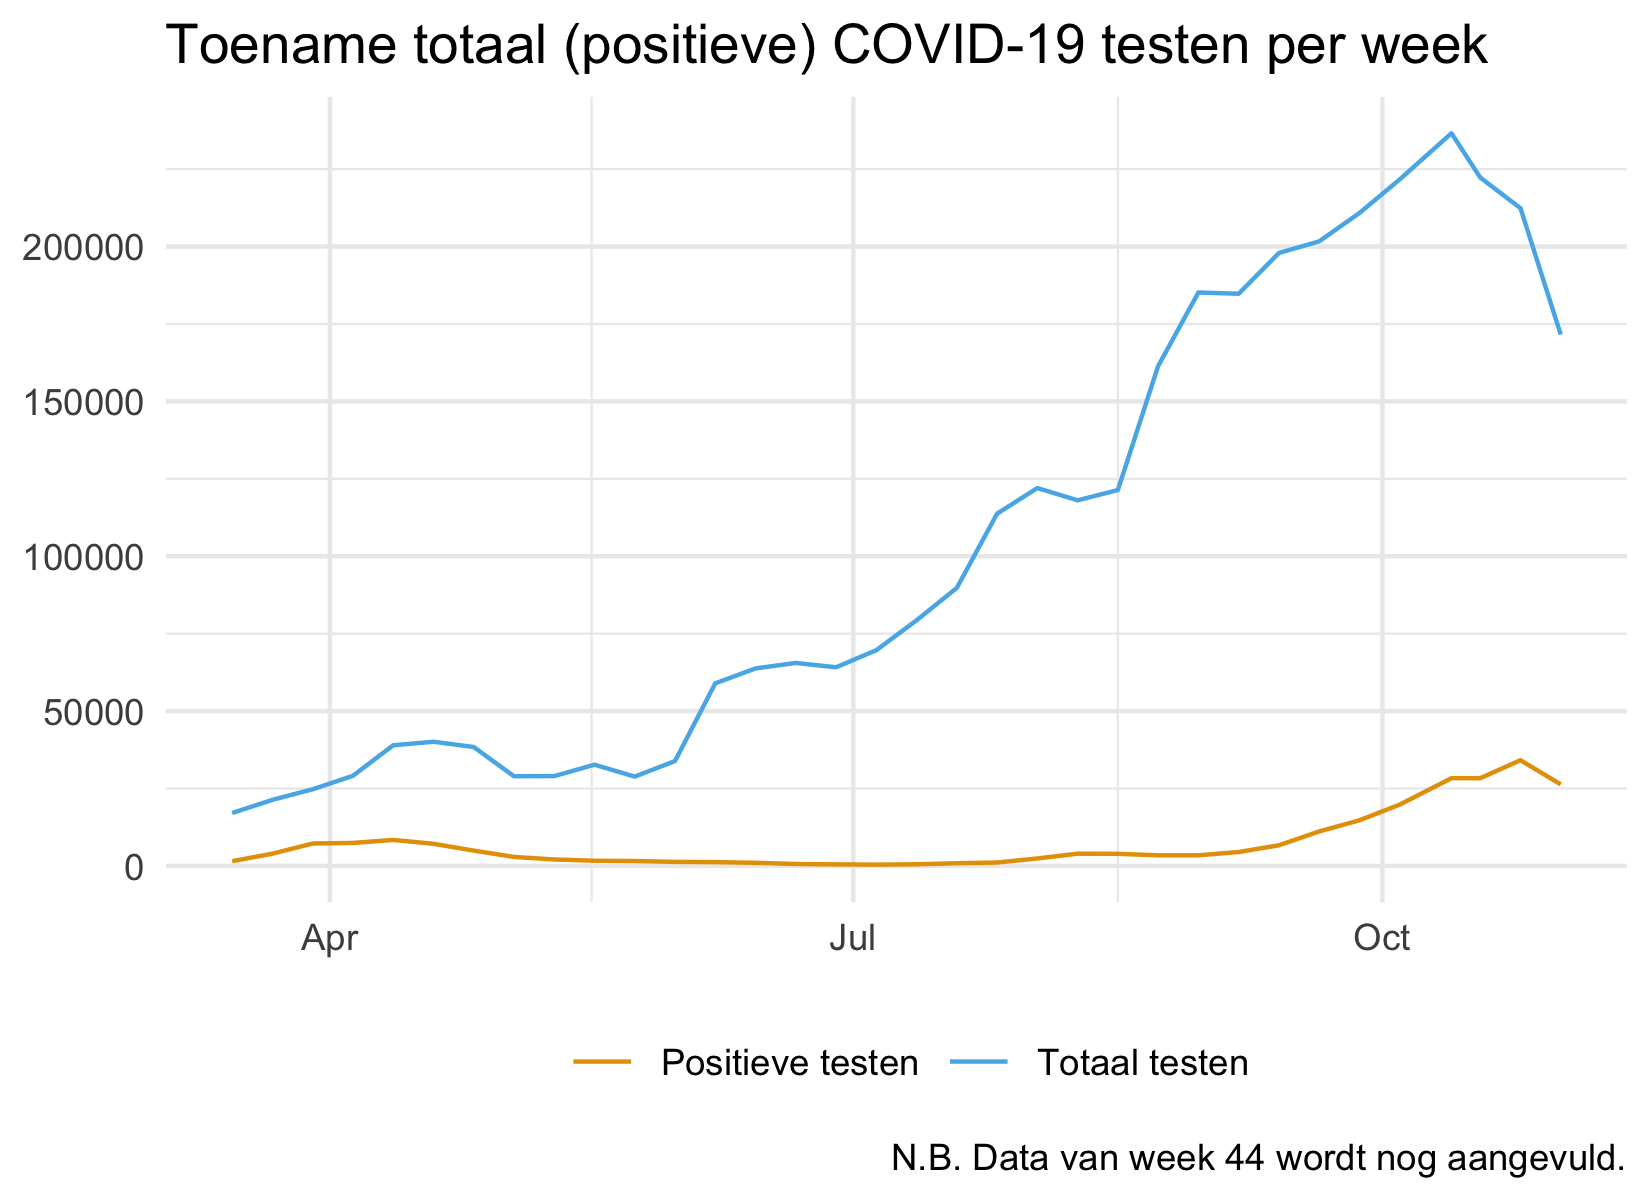 Toename totaal (positieve) COVID-19 testen per week
200000
150000
100000
50000
0
Apr Jul Oct
Positieve testen Totaal testen
N.B. Data van week 44 wordt nog aangevuld.